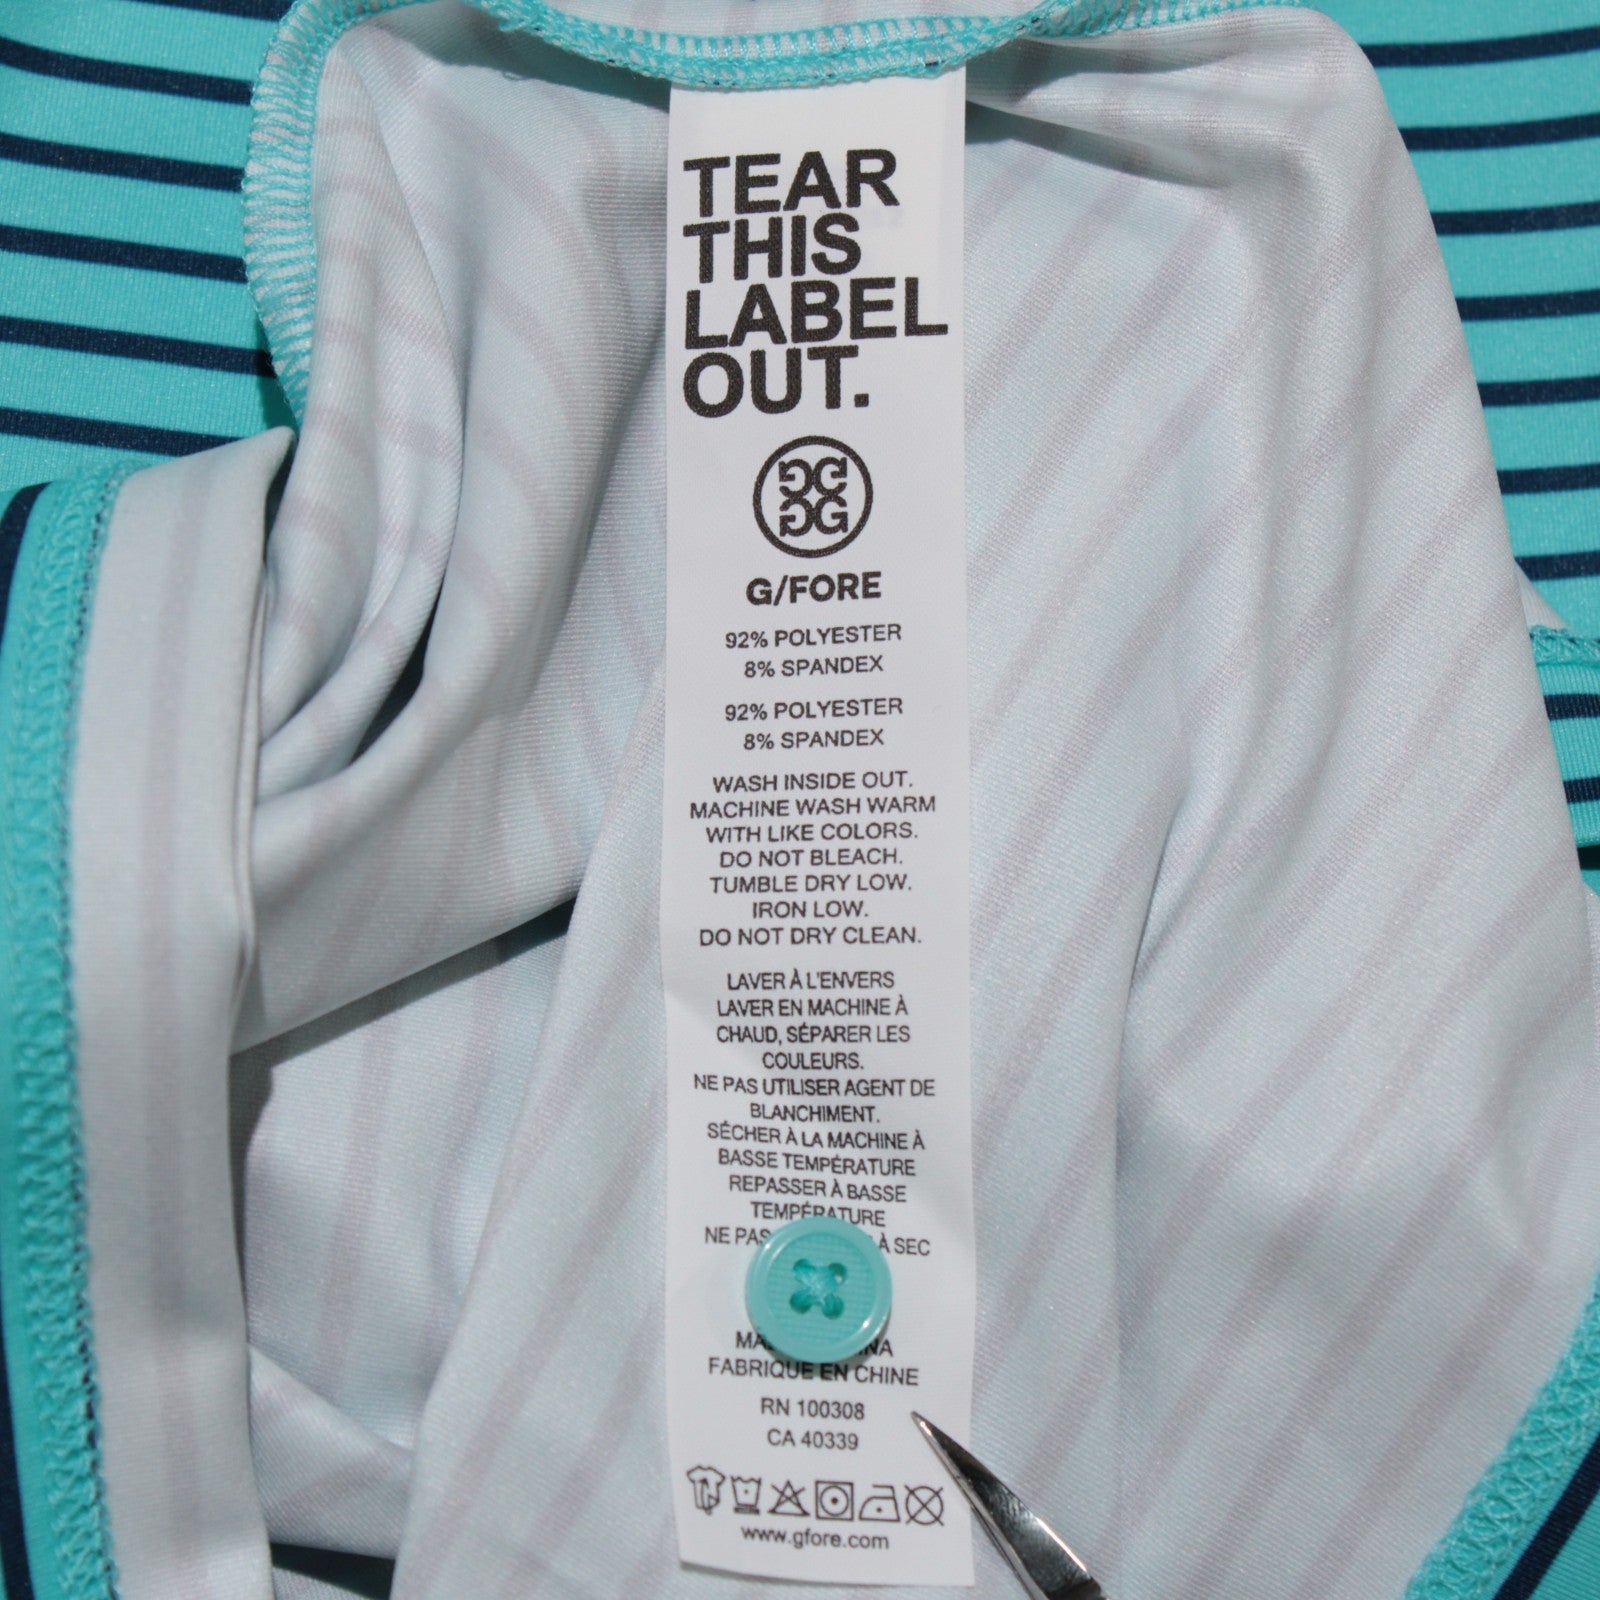 TEAR
THIS
LABEL
OUT.
G/FORE
92% POLYESTER
8% SPANDEX
92% POLYESTER
8% SPANDEX
WASH INSIDE OUT.
MACHINE WASH WARM
WITH LIKE COLORS.
DO NOT BLEACH.
TUMBLE DRY LOW.
IRON LOW.
DO NOT DRY CLEAN.
LAVER À L'ENVERS
LAVER EN MACHINE À
CHAUD, SÉPARER LES
COULEURS.
NE PAS UTILISER AGENT DE
BLANCHIMENT.
SÉCHER À LA MACHINE À
BASSE TEMPÉRATURE
REPASSER À BASSE
TEMPÉRATURE
NE PAS À SEC
FABRIQUE EN CHINE
RN 100308
CA 40339
www.gfore.com